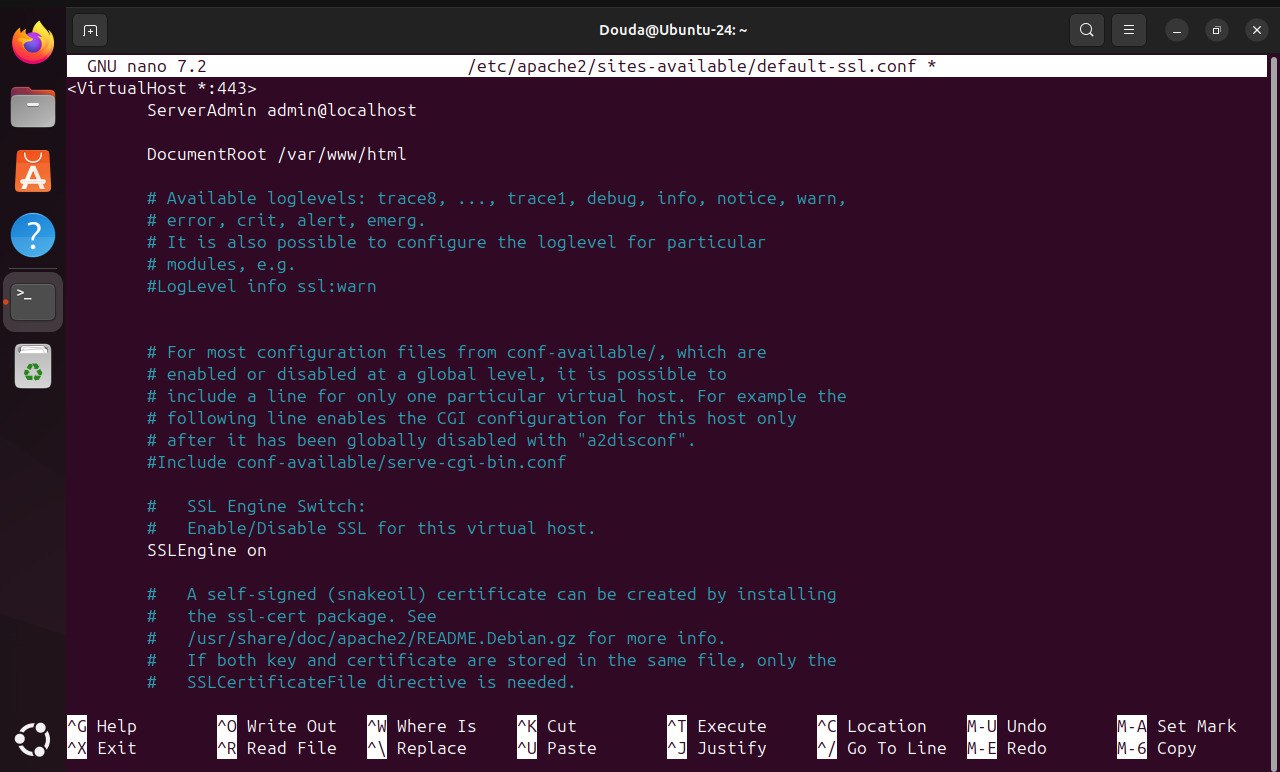 Douda@Ubuntu-24: ~
GNU nano 7.2 /etc/apache2/sites-available/default-ssl.conf *
<VirtualHost *:443>
ServerAdmin admin@localhost
DocumentRoot /var/www/html
# Available loglevels: trace8, ..., trace1, debug, info, notice, warn,
# error, crit, alert, emerg.
# It is also possible to configure the loglevel for particular
# modules, e.g.
#LogLevel info ssl:warn
# For most configuration files from conf-available/, which are
# enabled or disabled at a global level, it is possible to
# include a line for only one particular virtual host. For example the
# following line enables the CGI configuration for this host only
# after it has been globally disabled with "a2disconf".
#Include conf-available/serve-cgi-bin.conf
#   SSL Engine Switch:
#   Enable/Disable SSL for this virtual host.
SSLEngine on
#   A self-signed (snakeoil) certificate can be created by installing
#   the ssl-cert package. See
#   /usr/share/doc/apache2/README.Debian.gz for more info.
#   If both key and certificate are stored in the same file, only the
#   SSLCertificateFile directive is needed.
^G Help ^O Write Out ^W Where Is ^K Cut ^T Execute ^C Location M-U Undo M-A Set Mark
^X Exit ^R Read File ^\ Replace ^U Paste ^J Justify ^/ Go To Line M-E Redo M-6 Copy